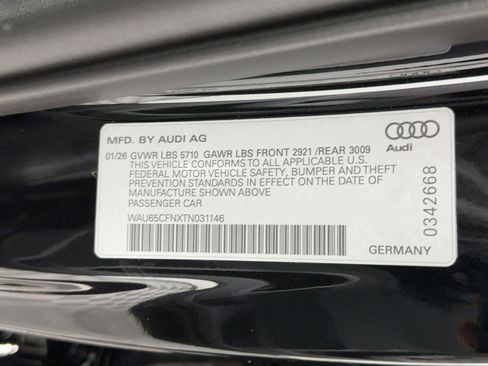 MFD. BY AUDI AG
01/26 GVWR LBS 5710 GAWR LBS FRONT 2921 /REAR 3009
THIS VEHICLE CONFORMS TO ALL APPLICABLE U.S.
FEDERAL MOTOR VEHICLE SAFETY, BUMPER AND THEFT
PREVENTION STANDARDS IN EFFECT ON THE DATE
OF MANUFACTURE SHOWN ABOVE.
PASSENGER CAR
WAU65CFNXTN031146
Audi
0342668
GERMANY